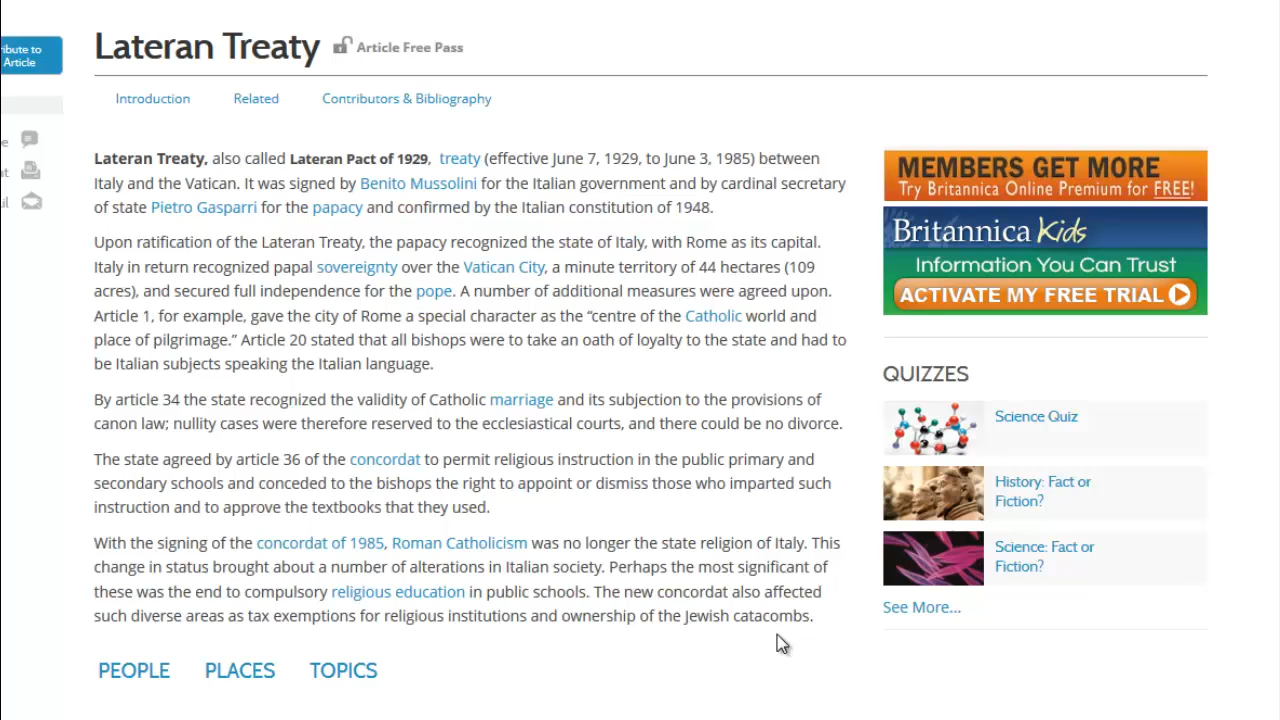 Lateran Treaty Article Free Pass
ribute to
Article
Introduction Related Contributors & Bibliography
Lateran Treaty, also called Lateran Pact of 1929, treaty (effective June 7, 1929, to June 3, 1985) between
Italy and the Vatican. It was signed by Benito Mussolini for the Italian government and by cardinal secretary
of state Pietro Gasparri for the papacy and confirmed by the Italian constitution of 1948.
Upon ratification of the Lateran Treaty, the papacy recognized the state of Italy, with Rome as its capital.
Italy in return recognized papal sovereignty over the Vatican City, a minute territory of 44 hectares (109
acres), and secured full independence for the pope. A number of additional measures were agreed upon.
Article 1, for example, gave the city of Rome a special character as the “centre of the Catholic world and
place of pilgrimage.” Article 20 stated that all bishops were to take an oath of loyalty to the state and had to
be Italian subjects speaking the Italian language.
By article 34 the state recognized the validity of Catholic marriage and its subjection to the provisions of
canon law; nullity cases were therefore reserved to the ecclesiastical courts, and there could be no divorce.
The state agreed by article 36 of the concordat to permit religious instruction in the public primary and
secondary schools and conceded to the bishops the right to appoint or dismiss those who imparted such
instruction and to approve the textbooks that they used.
With the signing of the concordat of 1985, Roman Catholicism was no longer the state religion of Italy. This
change in status brought about a number of alterations in Italian society. Perhaps the most significant of
these was the end to compulsory religious education in public schools. The new concordat also affected
such diverse areas as tax exemptions for religious institutions and ownership of the Jewish catacombs.
PEOPLE PLACES TOPICS
MEMBERS GET MORE
Try Britannica Online Premium for FREE!
Britannica Kids
Information You Can Trust
ACTIVATE MY FREE TRIAL
QUIZZES
Science Quiz
History: Fact or
Fiction?
Science: Fact or
Fiction?
See More...